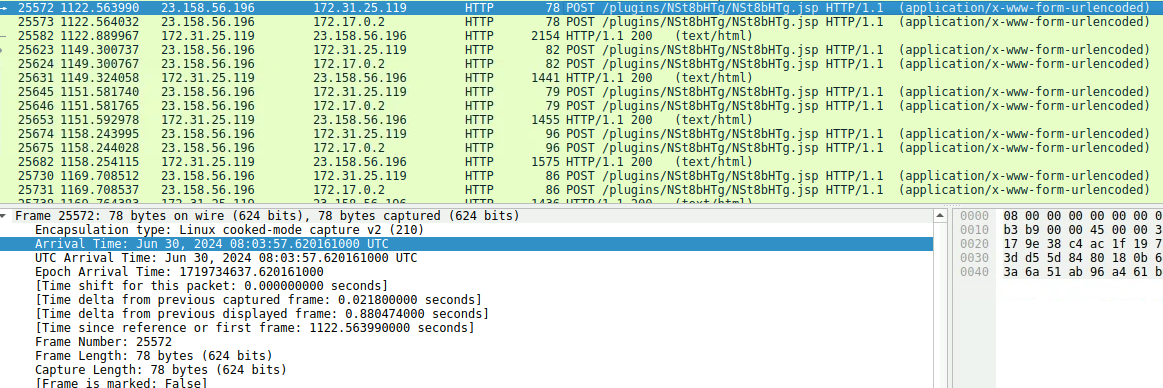 25572 1122.563990 23.158.56.196 172.31.25.119 HTTP 78 POST /plugins/NSt8bHTg/NSt8bHTg.jsp HTTP/1.1 (application/x-www-form-urlencoded)
25573 1122.564032 23.158.56.196 172.17.0.2 HTTP 78 POST /plugins/NSt8bHTg/NSt8bHTg.jsp HTTP/1.1 (application/x-www-form-urlencoded)
25582 1122.889967 172.31.25.119 23.158.56.196 HTTP 2154 HTTP/1.1 200 (text/html)
25623 1149.300737 23.158.56.196 172.31.25.119 HTTP 82 POST /plugins/NSt8bHTg/NSt8bHTg.jsp HTTP/1.1 (application/x-www-form-urlencoded)
25624 1149.300767 23.158.56.196 172.17.0.2 HTTP 82 POST /plugins/NSt8bHTg/NSt8bHTg.jsp HTTP/1.1 (application/x-www-form-urlencoded)
25631 1149.324058 172.31.25.119 23.158.56.196 HTTP 1441 HTTP/1.1 200 (text/html)
25645 1151.581740 23.158.56.196 172.31.25.119 HTTP 79 POST /plugins/NSt8bHTg/NSt8bHTg.jsp HTTP/1.1 (application/x-www-form-urlencoded)
25646 1151.581765 23.158.56.196 172.17.0.2 HTTP 79 POST /plugins/NSt8bHTg/NSt8bHTg.jsp HTTP/1.1 (application/x-www-form-urlencoded)
25653 1151.592978 172.31.25.119 23.158.56.196 HTTP 1455 HTTP/1.1 200 (text/html)
25674 1158.243995 23.158.56.196 172.31.25.119 HTTP 96 POST /plugins/NSt8bHTg/NSt8bHTg.jsp HTTP/1.1 (application/x-www-form-urlencoded)
25675 1158.244028 23.158.56.196 172.17.0.2 HTTP 96 POST /plugins/NSt8bHTg/NSt8bHTg.jsp HTTP/1.1 (application/x-www-form-urlencoded)
25682 1158.254115 172.31.25.119 23.158.56.196 HTTP 1575 HTTP/1.1 200 (text/html)
25730 1169.708512 23.158.56.196 172.31.25.119 HTTP 86 POST /plugins/NSt8bHTg/NSt8bHTg.jsp HTTP/1.1 (application/x-www-form-urlencoded)
25731 1169.708537 23.158.56.196 172.17.0.2 HTTP 86 POST /plugins/NSt8bHTg/NSt8bHTg.jsp HTTP/1.1 (application/x-www-form-urlencoded)
172.31.25.119 23.158.56.196 HTTP HTTP/1.1 200 (text/html)
Frame 25572: 78 bytes on wire (624 bits), 78 bytes captured (624 bits)
Encapsulation type: Linux cooked-mode capture v2 (210)
Arrival Time: Jun 30, 2024 08:03:57.620161000 UTC
UTC Arrival Time: Jun 30, 2024 08:03:57.620161000 UTC
Epoch Arrival Time: 1719734637.620161000
[Time shift for this packet: 0.000000000 seconds]
[Time delta from previous captured frame: 0.021800000 seconds]
[Time delta from previous displayed frame: 0.880474000 seconds]
[Time since reference or first frame: 1122.563990000 seconds]
Frame Number: 25572
Frame Length: 78 bytes (624 bits)
Capture Length: 78 bytes (624 bits)
[Frame is marked: False]
0000 08 00 00 00 00 00 00 0
0010 b3 b9 00 00 45 00 00 3
0020 17 9e 38 c4 ac 1f 19 7
0030 3d d5 5d 84 80 18 0b 6
0040 3a 6a 51 ab 96 a4 61 b